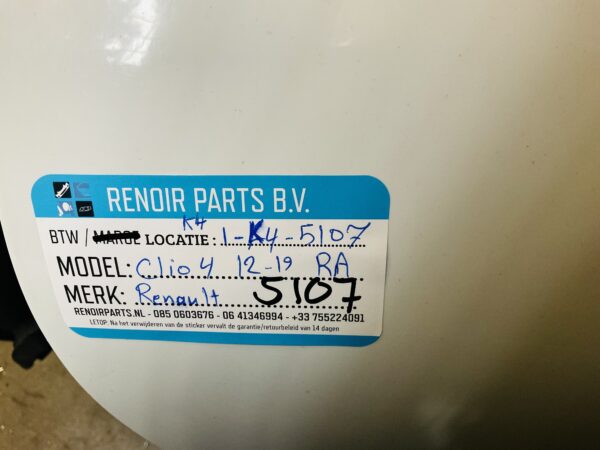 RENOIR PARTS B.V.
K4
BTW / MARGE LOCATIE: 1-K4-5107
MODEL: Clio 4 12-19 RA
MERK: Renault 5107
RENOIRPARTS.NL - 085 0603676 - 06 41346994 - +33 755224091
LETOP: Na het verwijderen van de sticker vervalt de garantie/retourbeleid van 14 dagen